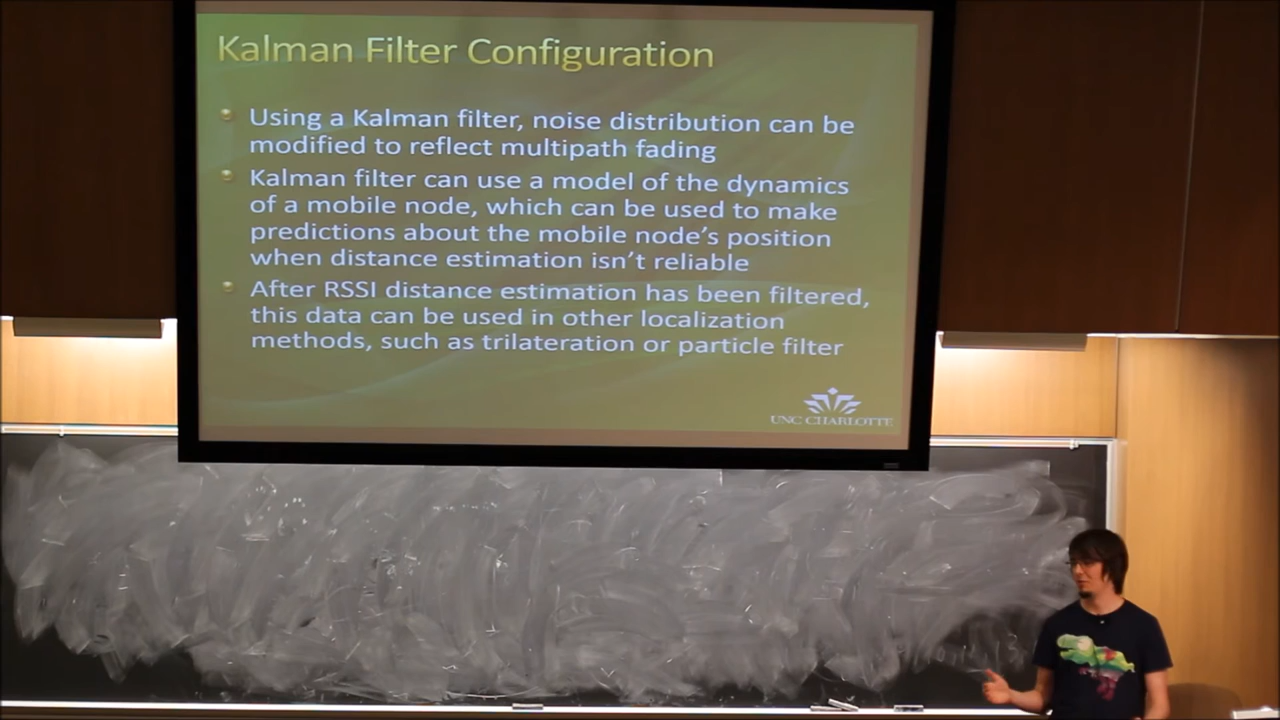 Kalman Filter Configuration
Using a Kalman filter, noise distribution can be
modified to reflect multipath fading
Kalman filter can use a model of the dynamics
of a mobile node, which can be used to make
predictions about the mobile node's position
when distance estimation isn't reliable
After RSSI distance estimation has been filtered,
this data can be used in other localization
methods, such as trilateration or particle filter
UNC CHARLOTTE